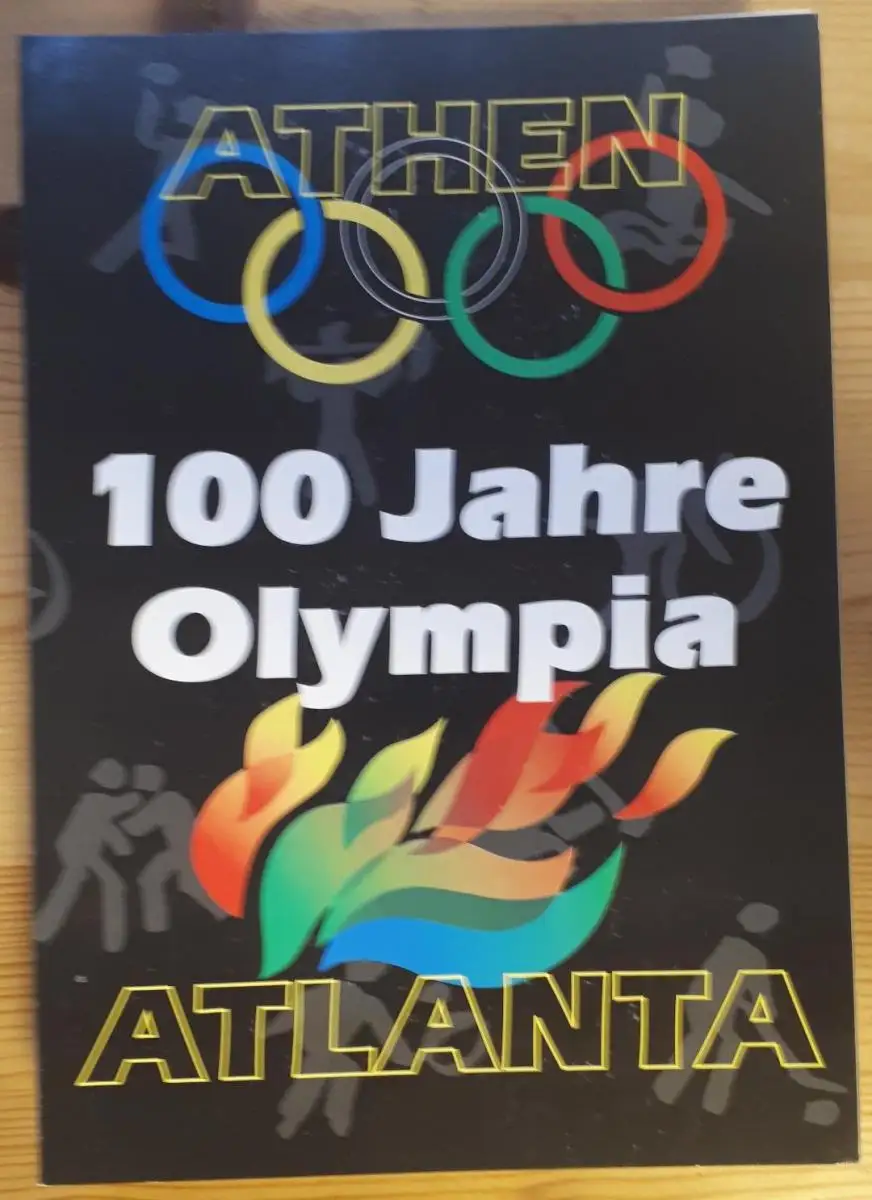 ATHEN
100 Jahre
Olympia
ATLANTA